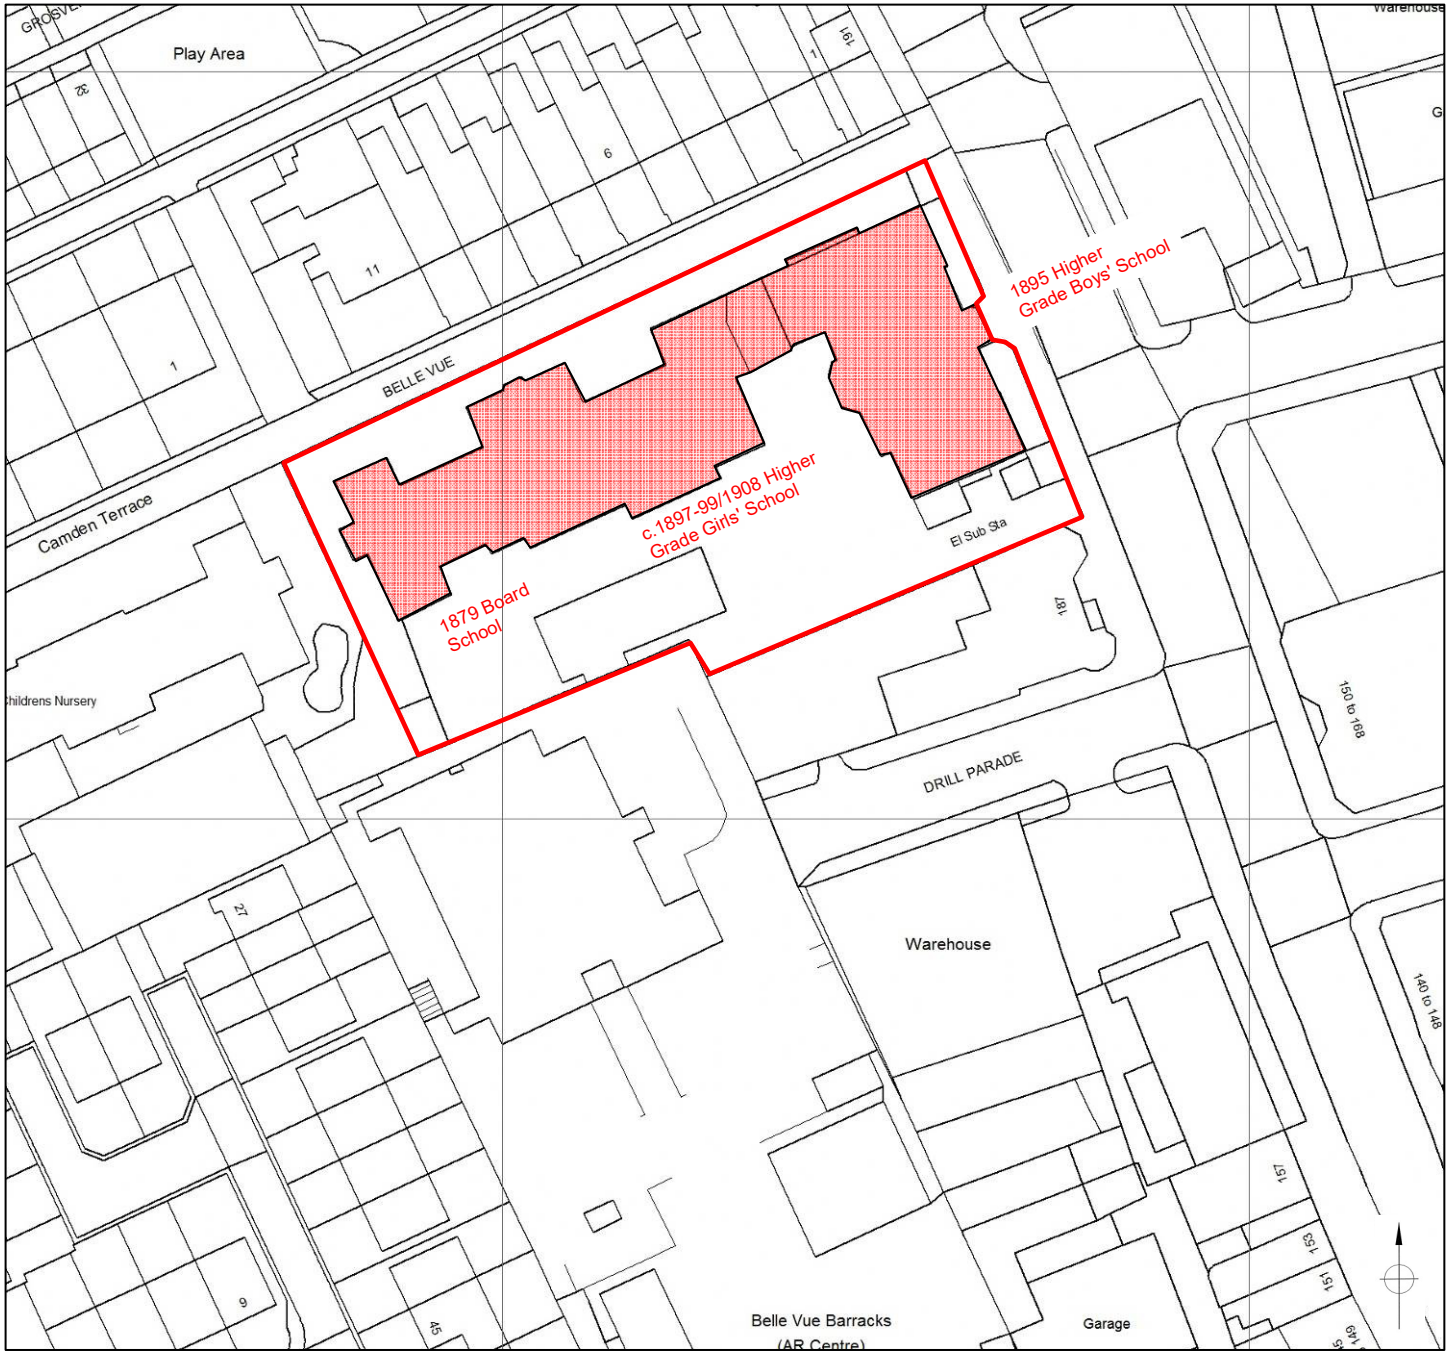 Play Area
32
1
191
Warehouse
6
11
1
BELLE VUE
Camden Terrace
1895 Higher
Grade Boys' School
c.1897-99/1908 Higher
Grade Girls' School
1879 Board
School
El Sub Sta
187
150 to 168
DRILL PARADE
27
Warehouse
140 to 148
157
153
151
149
9
45
Belle Vue Barracks
(AR Centre)
Garage